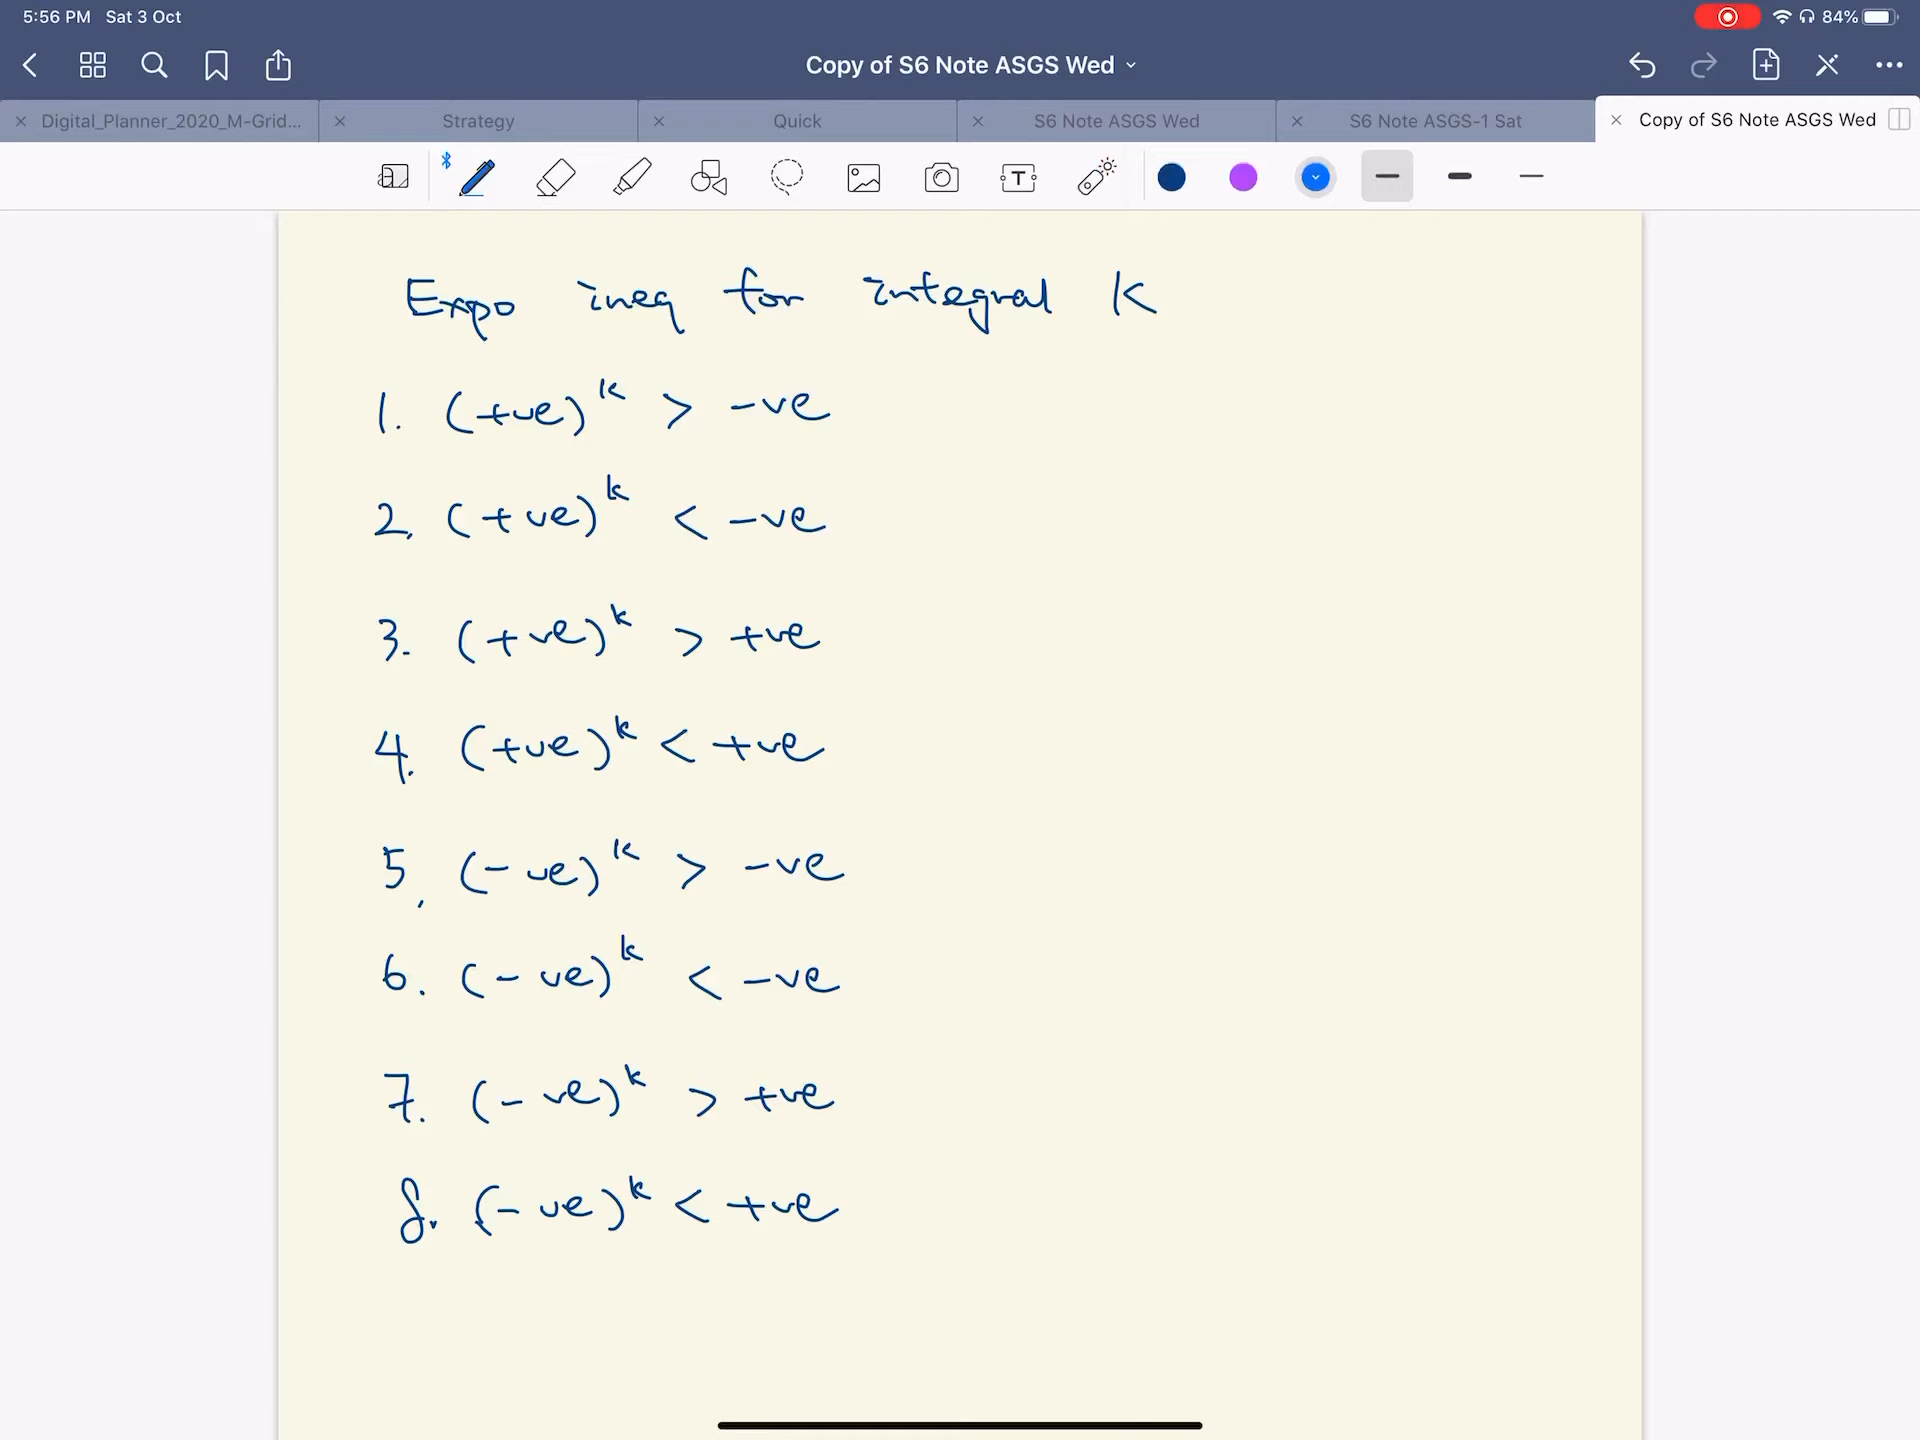 5:56 PM Sat 3 Oct 84%
Copy of S6 Note ASGS Wed
Digital_Planner_2020_M-Grid... Strategy Quick S6 Note ASGS Wed S6 Note ASGS-1 Sat Copy of S6 Note ASGS Wed
Expo ineq for integral K
1. (+ve)^k > -ve
2. (+ve)^k < -ve
3. (+ve)^k > +ve
4. (+ve)^k < +ve
5. (-ve)^k > -ve
6. (-ve)^k < -ve
7. (-ve)^k > +ve
8. (-ve)^k < +ve